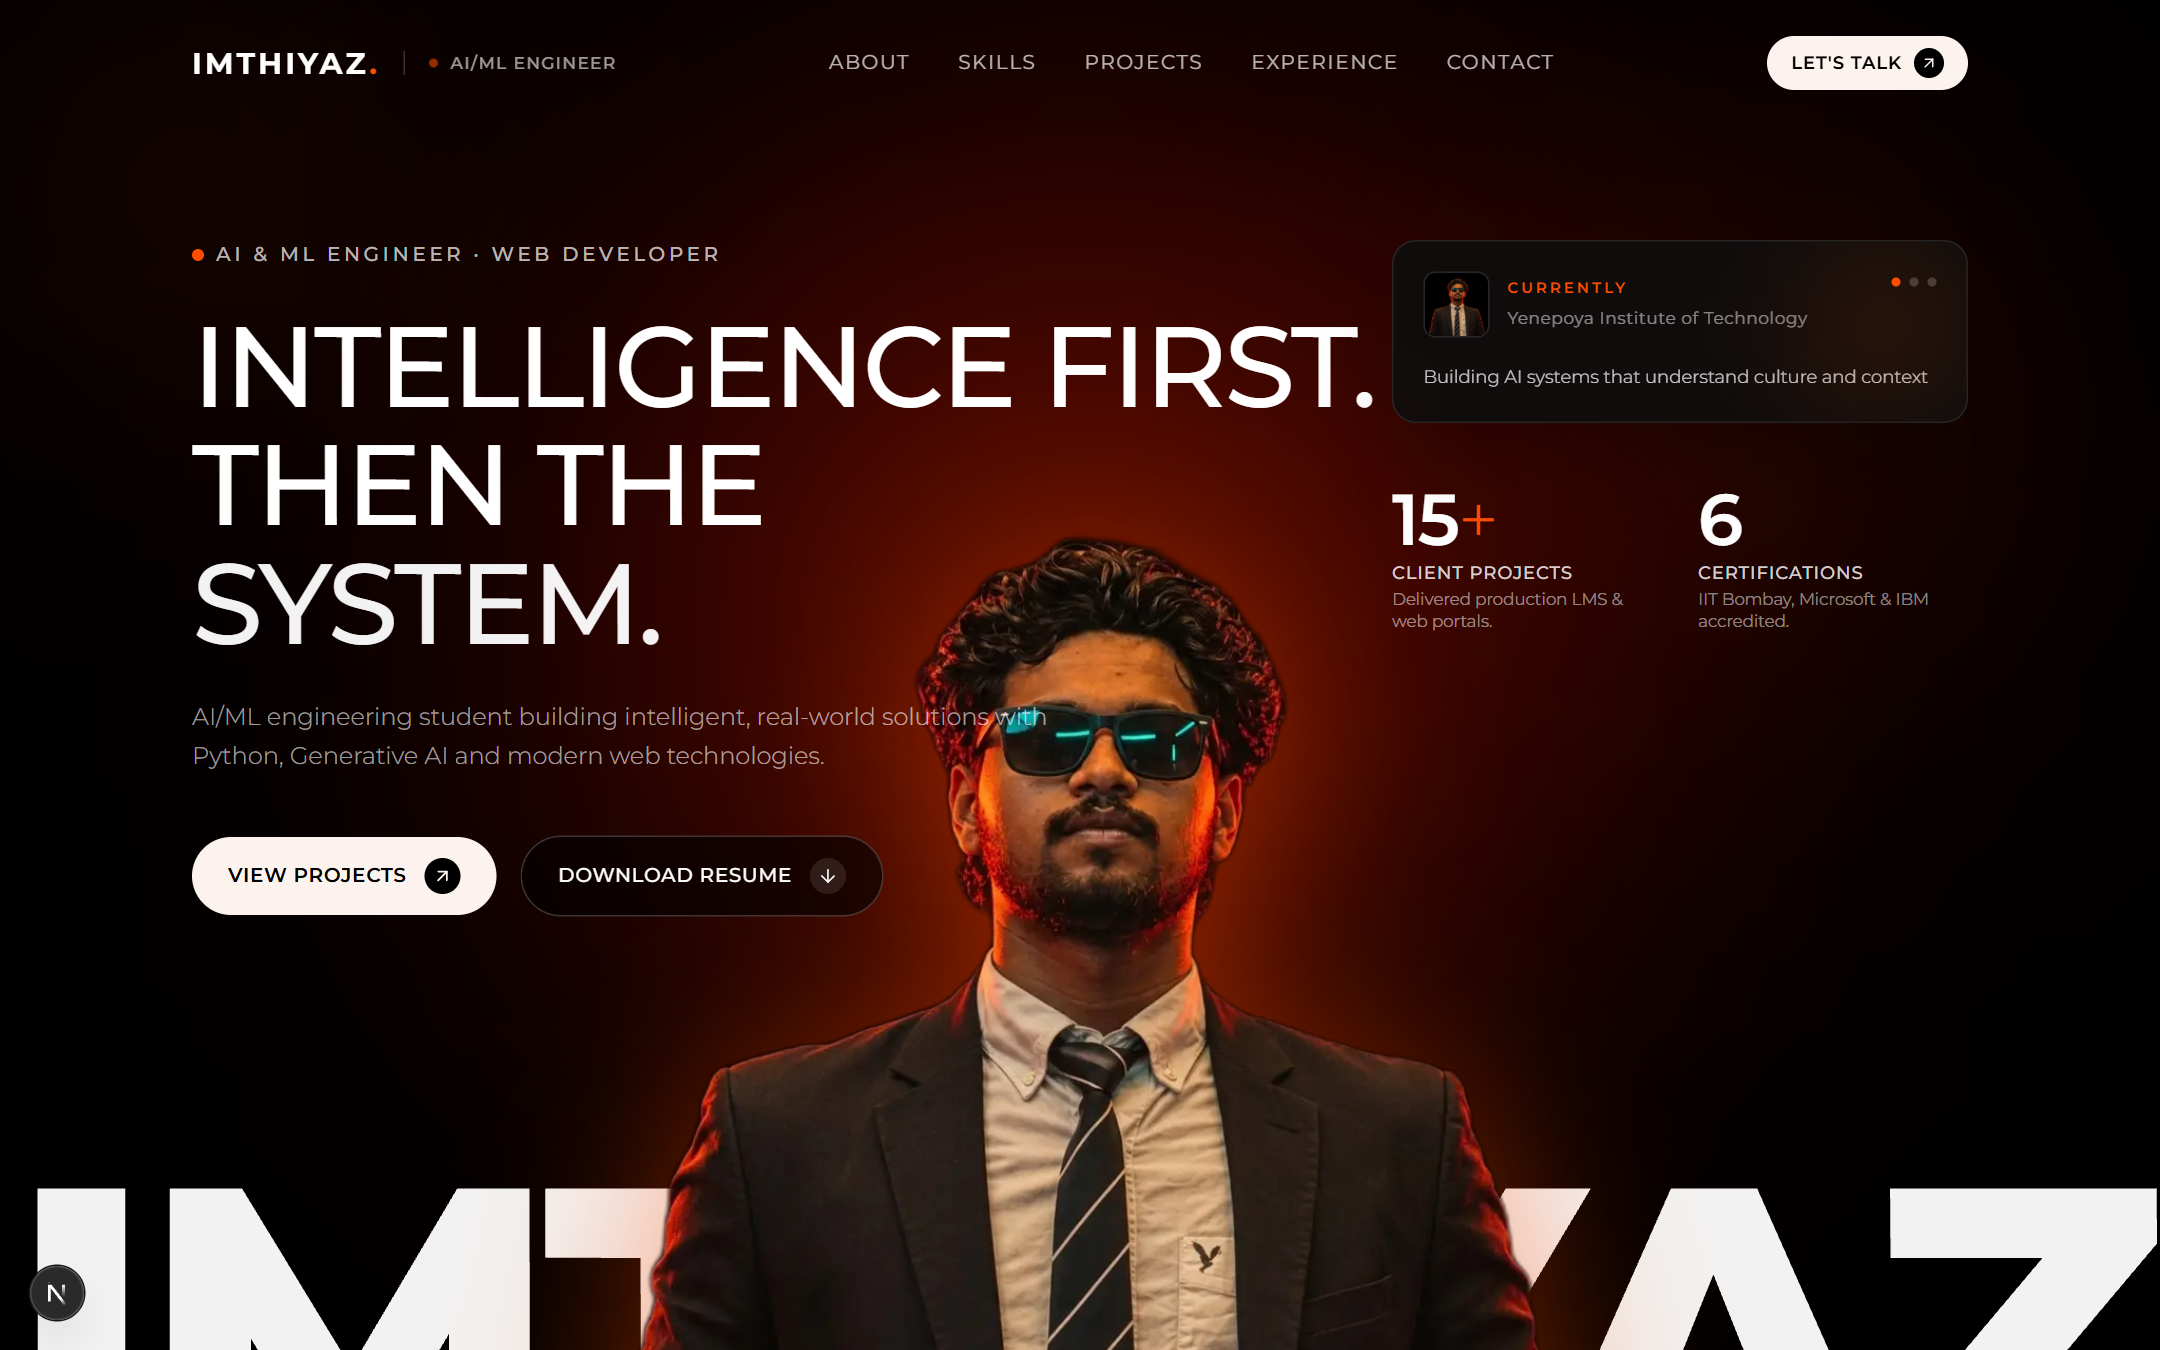 IMTHIYAZ.
AI/ML ENGINEER
ABOUT SKILLS PROJECTS EXPERIENCE CONTACT
LET'S TALK
AI & ML ENGINEER · WEB DEVELOPER
INTELLIGENCE FIRST.
THEN THE
SYSTEM.
AI/ML engineering student building intelligent, real-world solutions with
Python, Generative AI and modern web technologies.
VIEW PROJECTS
DOWNLOAD RESUME
CURRENTLY
Yenepoya Institute of Technology
Building AI systems that understand culture and context
15+
CLIENT PROJECTS
Delivered production LMS &
web portals.
6
CERTIFICATIONS
IIT Bombay, Microsoft & IBM
accredited.
IMT YAZ
N